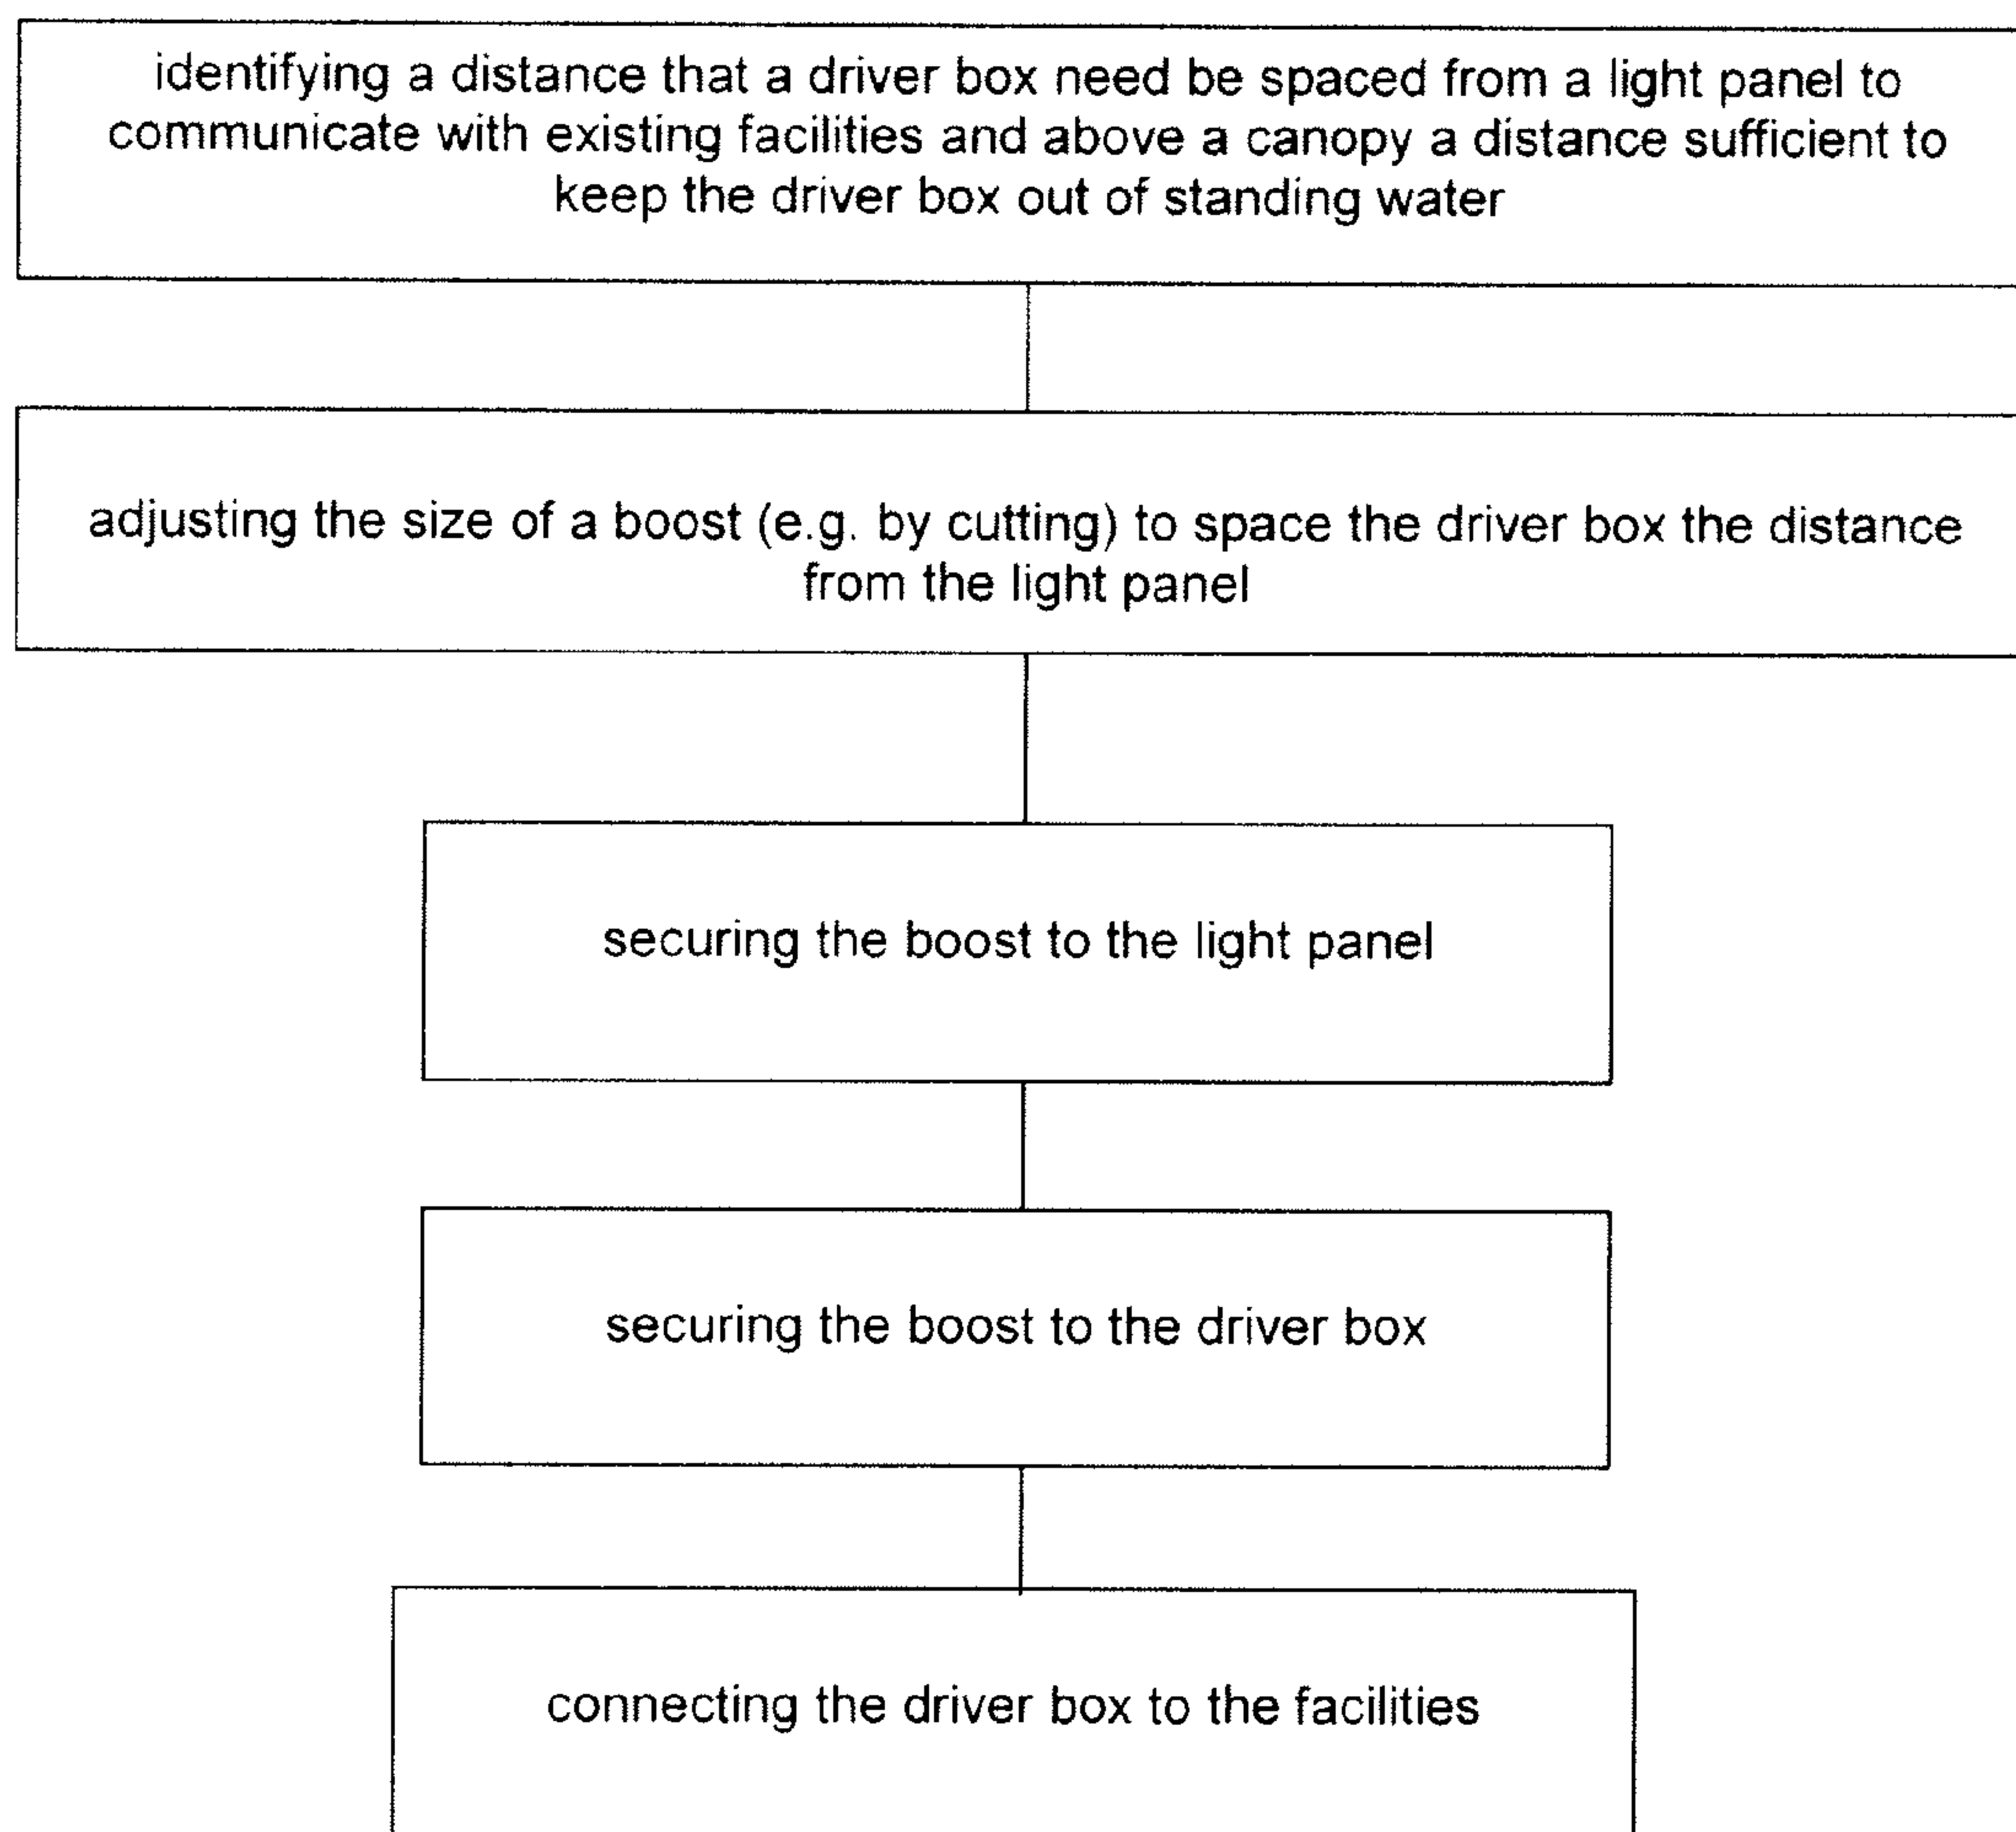 identifying a distance that a driver box need be spaced from a light panel to
communicate with existing facilities and above a canopy a distance sufficient to
keep the driver box out of standing water
adjusting the size of a boost (e.g. by cutting) to space the driver box the distance
from the light panel
securing the boost to the light panel
securing the boost to the driver box
connecting the driver box to the facilities